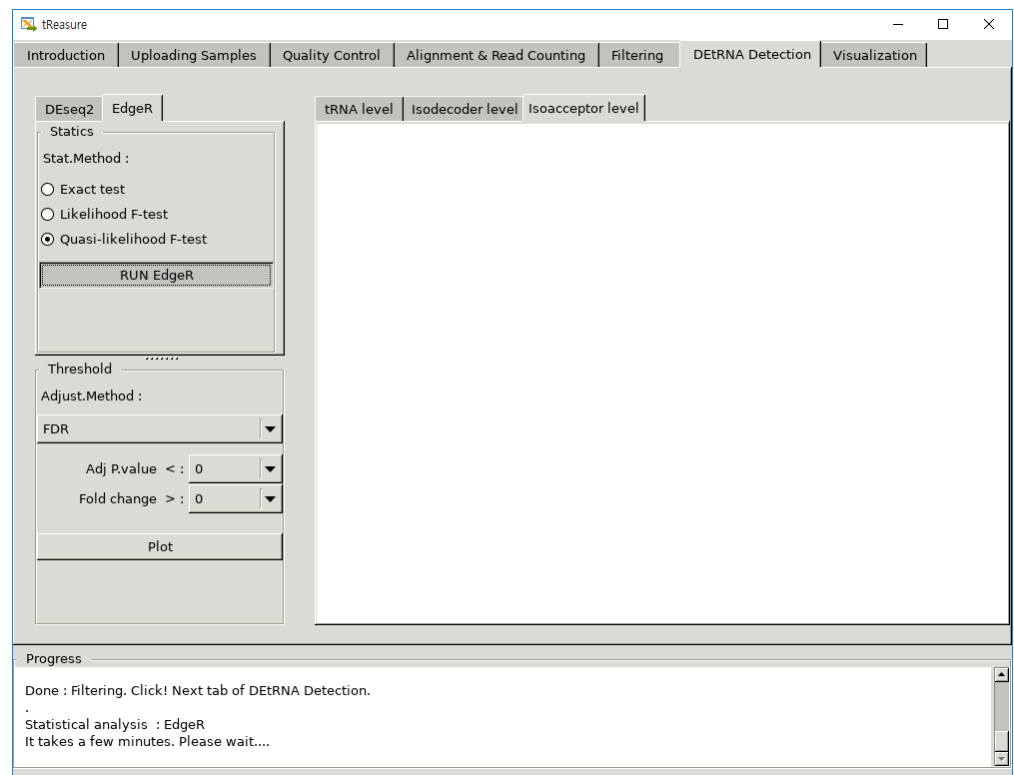 tReasure
Introduction Uploading Samples Quality Control Alignment & Read Counting Filtering DEtRNA Detection Visualization
DEseq2 EdgeR
tRNA level Isodecoder level Isoacceptor level
Statics
Stat.Method :
Exact test
Likelihood F-test
Quasi-likelihood F-test
RUN EdgeR
Threshold
Adjust.Method :
FDR
Adj P.value < : 0
Fold change > : 0
Plot
Progress
Done : Filtering. Click! Next tab of DEtRNA Detection.
.
Statistical analysis : EdgeR
It takes a few minutes. Please wait....